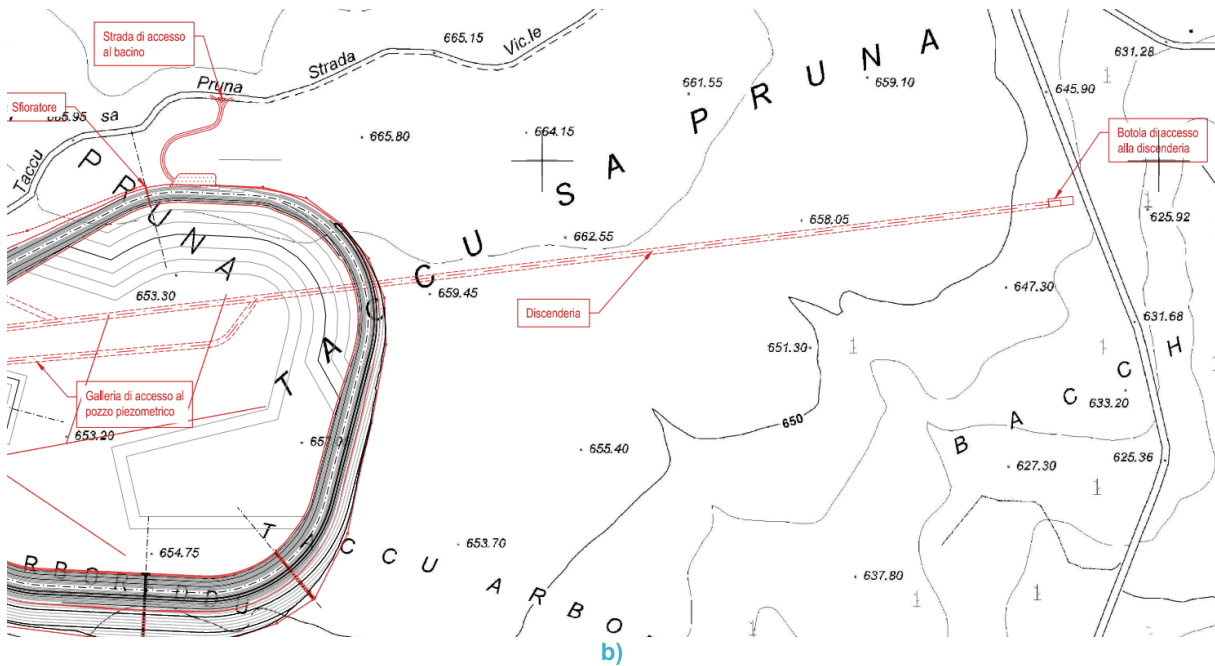 Strada di accesso
al bacino
665.15
Vic.le
Strada
Pruna
sa
Taccu
Sfioratore
665.95
665.80
664.15
661.55
659.10
645.90
631.28
Botola di accesso
alla discenderia
625.92
P R U N A
T A C C U S A P R U N A
658.05
662.55
659.45
653.30
Discenderia
647.30
631.68
651.30
650
633.20
B A C C H
625.36
627.30
Galleria di accesso al
pozzo piezometrico
653.20
655.40
654.75
653.70
637.80
T A C C U A R B O
R B O R
b)